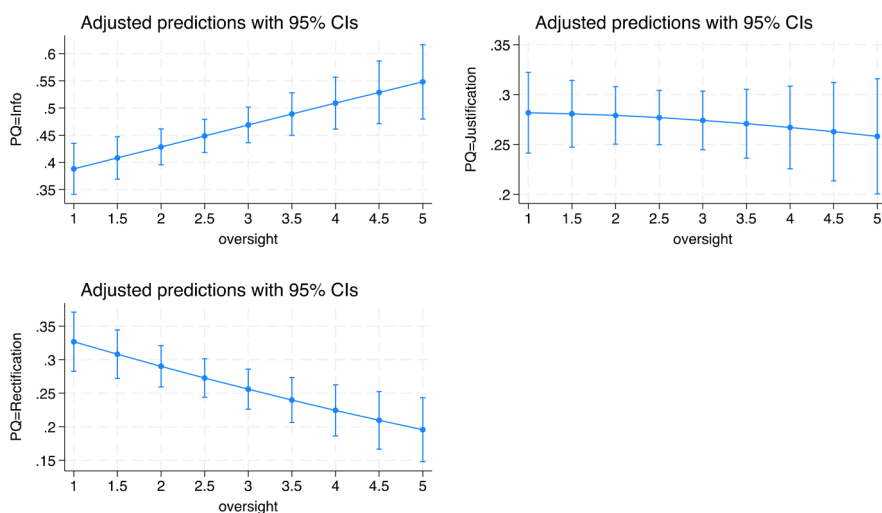 Adjusted predictions with 95% CIs
PQ=Info
.6
.55
.5
.45
.4
.35
1 1.5 2 2.5 3 3.5 4 4.5 5
oversight
Adjusted predictions with 95% CIs
PQ=Justification
.35
.3
.25
.2
1 1.5 2 2.5 3 3.5 4 4.5 5
oversight
Adjusted predictions with 95% CIs
PQ=Rectification
.35
.3
.25
.2
.15
1 1.5 2 2.5 3 3.5 4 4.5 5
oversight